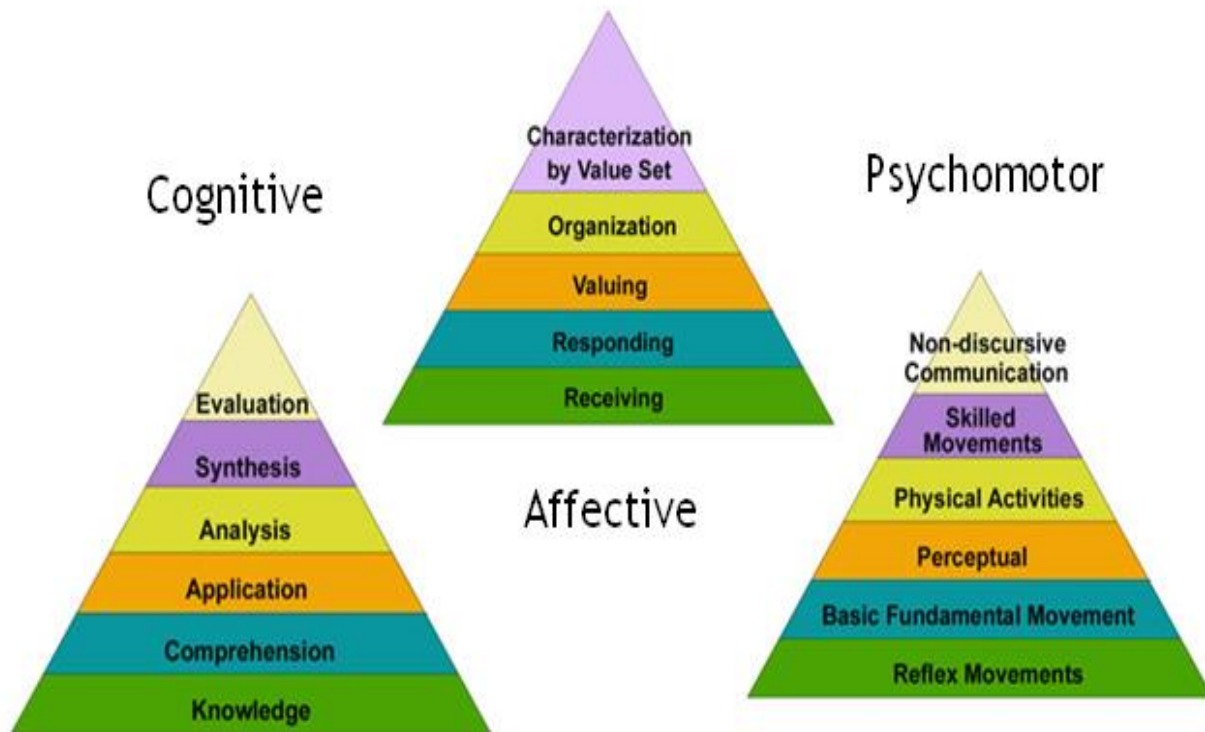 Cognitive
Evaluation
Synthesis
Analysis
Application
Comprehension
Knowledge
Characterization
by Value Set
Organization
Valuing
Responding
Receiving
Affective
Psychomotor
Non-discursive
Communication
Skilled
Movements
Physical Activities
Perceptual
Basic Fundamental Movement
Reflex Movements